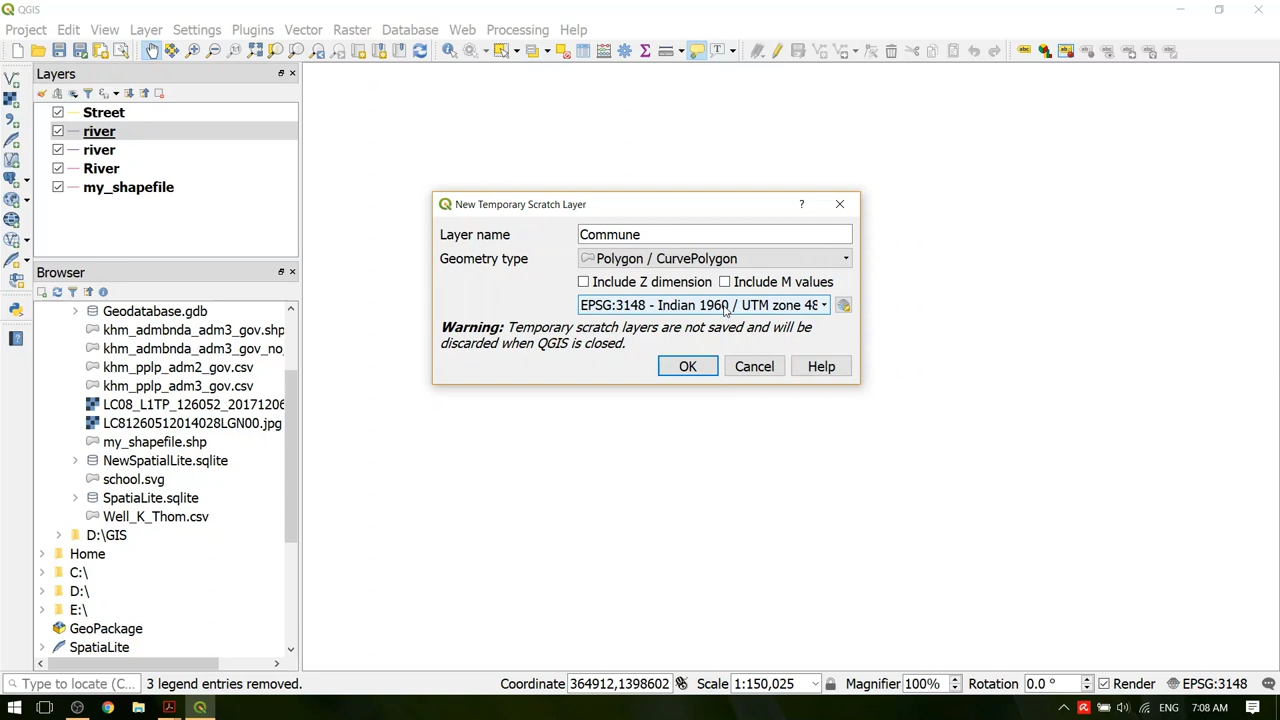 QGIS
Project Edit View Layer Settings Plugins Vector Raster Database Web Processing Help
Layers
Street
river
river
River
my_shapefile
Browser
Geodatabase.gdb
khm_admbnda_adm3_gov.shp
khm_admbnda_adm3_gov_no
khm_pplp_adm2_gov.csv
khm_pplp_adm3_gov.csv
LC08_L1TP_126052_20171206
LC81260512014028LGN00.jpg
my_shapefile.shp
NewSpatialLite.sqlite
school.svg
SpatiaLite.sqlite
Well_K_Thom.csv
D:\GIS
Home
C:\
D:\
E:\
GeoPackage
SpatiaLite
New Temporary Scratch Layer ?
Layer name Commune
Geometry type Polygon / CurvePolygon
Include Z dimension Include M values
EPSG:3148 - Indian 1960 / UTM zone 48
Warning: Temporary scratch layers are not saved and will be
discarded when QGIS is closed.
OK Cancel Help
Type to locate (C... 3 legend entries removed. Coordinate 364912,1398602 Scale 1:150,025 Magnifier 100% Rotation 0.0 ° Render EPSG:3148
ENG 7:08 AM